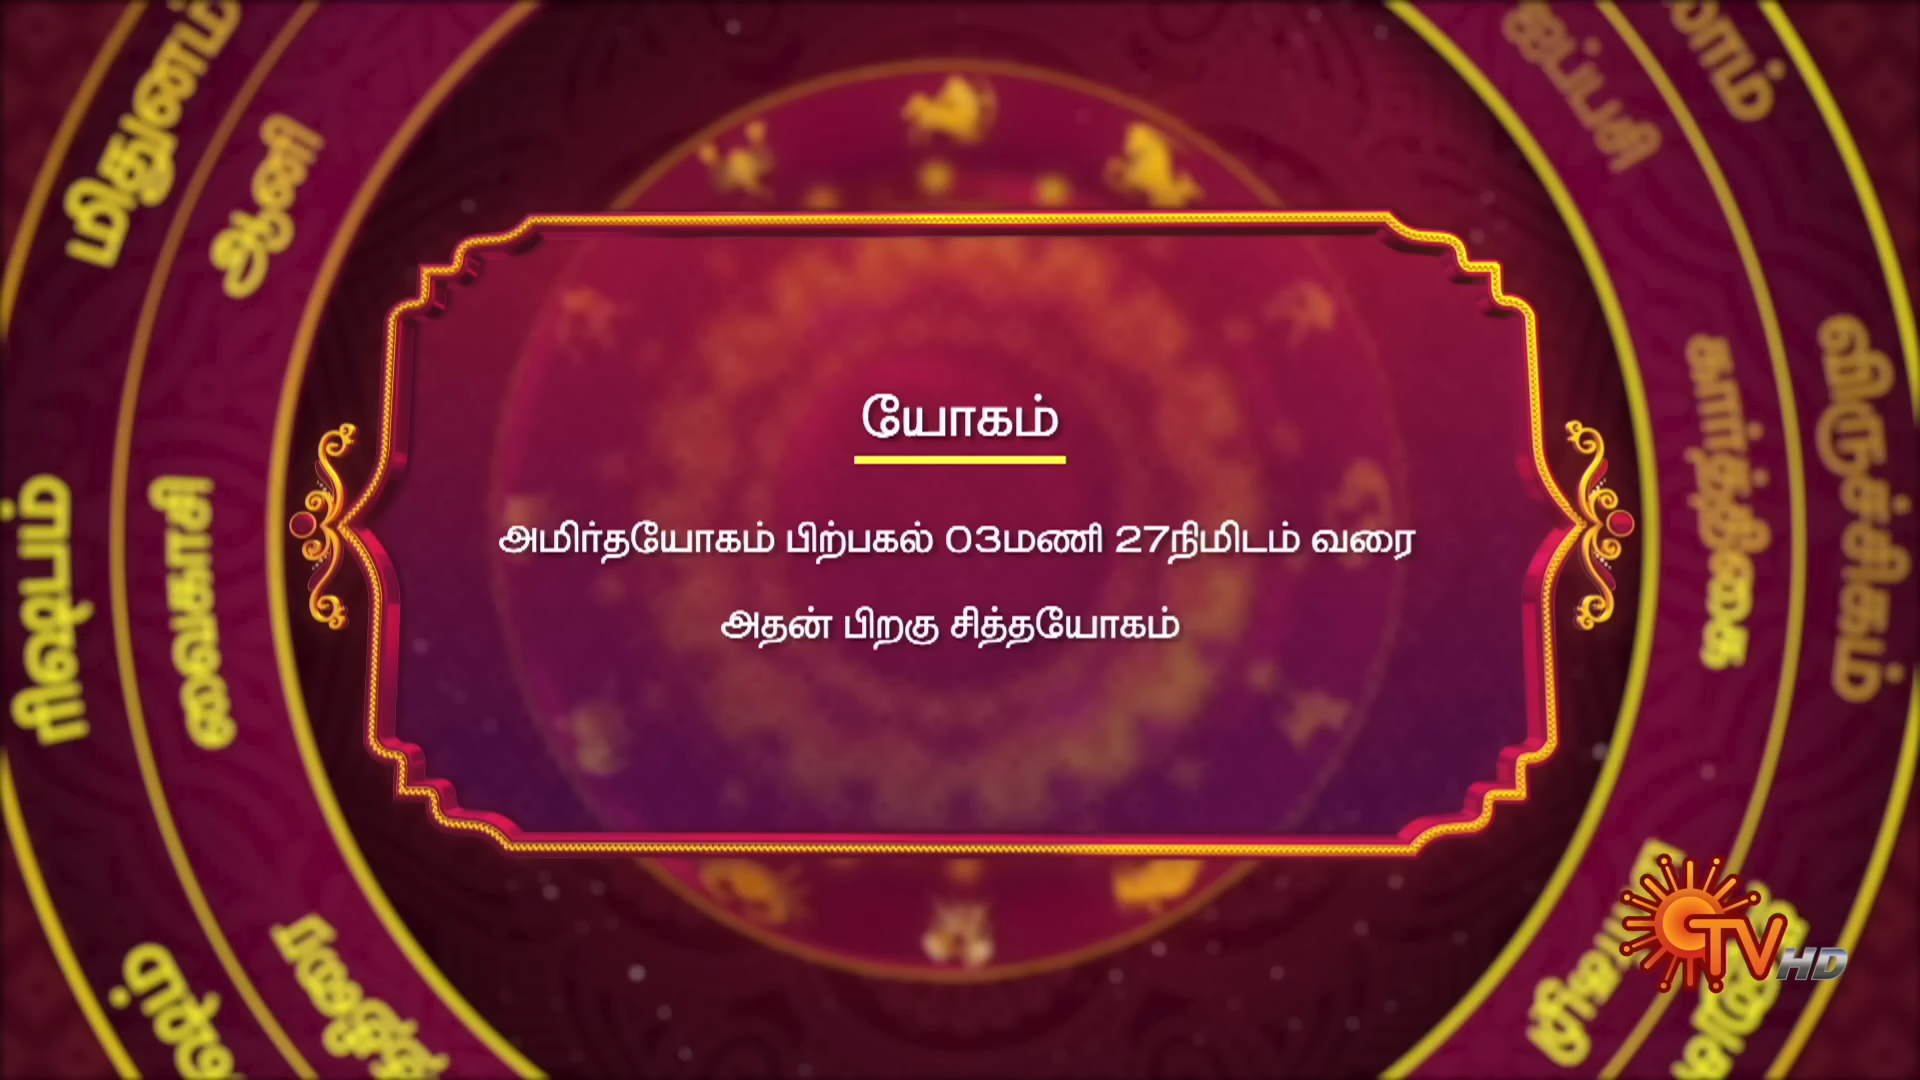 யோகம்
அமிர்தயோகம் பிற்பகல் 03மணி 27நிமிடம் வரை
அதன் பிறகு சித்தயோகம்
மிதுனம்
ஆனி
ரிஷபம்
வைகாசி
ஐப்பசி
கார்த்திகை
விருச்சிகம்
TV HD